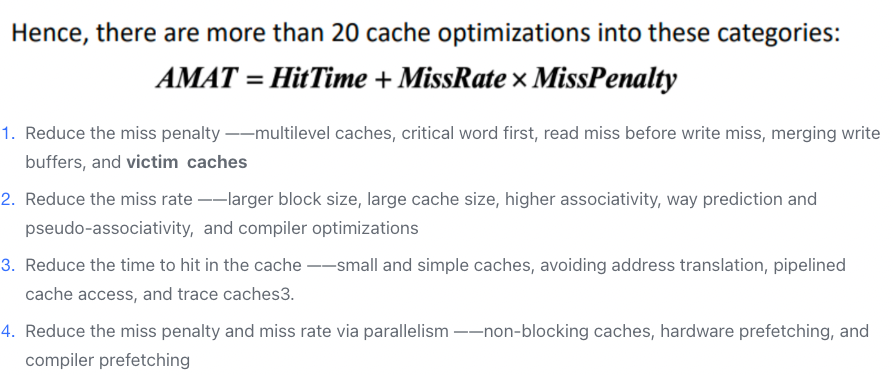 Hence, there are more than 20 cache optimizations into these categories:
AMAT = HitTime + MissRate × MissPenalty
1. Reduce the miss penalty ——multilevel caches, critical word first, read miss before write miss, merging write
buffers, and victim  caches
2. Reduce the miss rate ——larger block size, large cache size, higher associativity, way prediction and
pseudo-associativity,  and compiler optimizations
3. Reduce the time to hit in the cache ——small and simple caches, avoiding address translation, pipelined
cache access, and trace caches3.
4. Reduce the miss penalty and miss rate via parallelism ——non-blocking caches, hardware prefetching, and
compiler prefetching